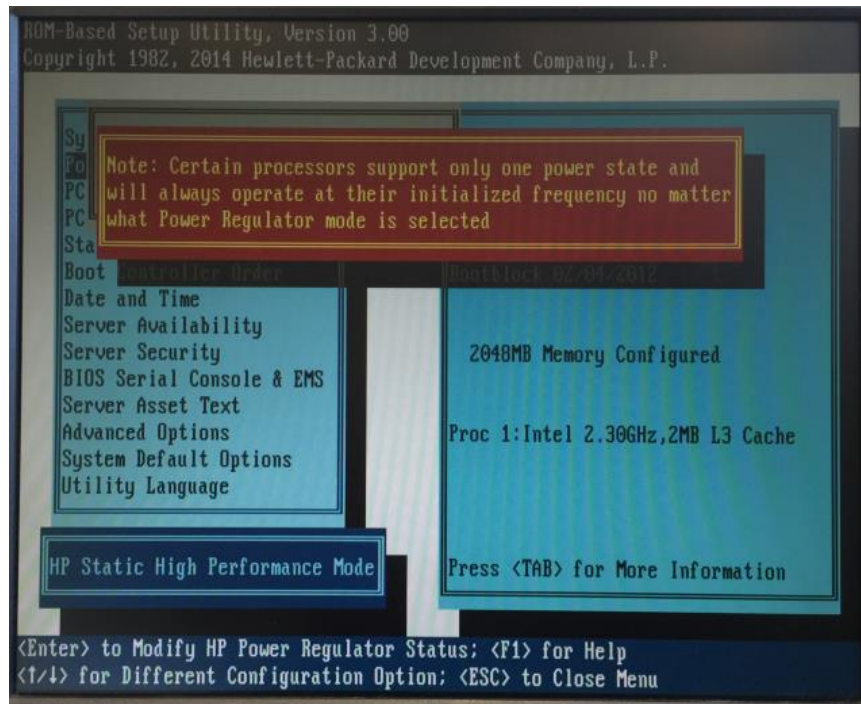 ROM-Based Setup Utility, Version 3.00
Copyright 1982, 2014 Hewlett-Packard Development Company, L.P.
Sy
Po
PC
PC
Sta
Note: Certain processors support only one power state and
will always operate at their initialized frequency no matter
what Power Regulator mode is selected
Boot Controller Order
Date and Time
Server Availability
Server Security
BIOS Serial Console & EMS
Server Asset Text
Advanced Options
System Default Options
Utility Language
Bootblock 02/04/2012
2048MB Memory Configured
Proc 1:Intel 2.30GHz,2MB L3 Cache
Press <TAB> for More Information
HP Static High Performance Mode
<Enter> to Modify HP Power Regulator Status; <F1> for Help
<↑/↓> for Different Configuration Option; <ESC> to Close Menu